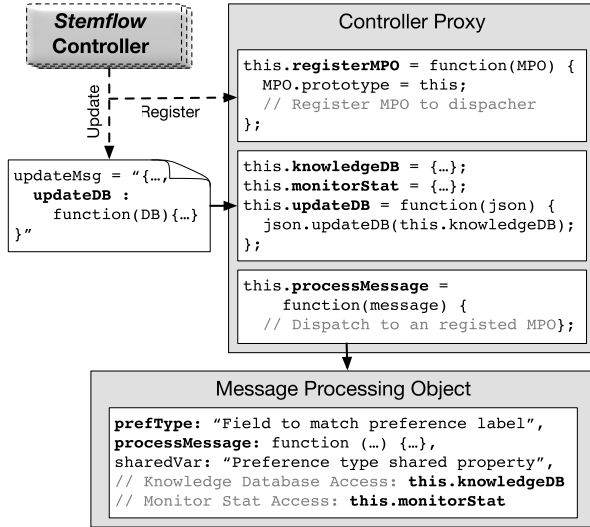 Stemflow
Controller
Update
Register
updateMsg = “{…,
updateDB :
function(DB){…}
}”
Controller Proxy
this.registerMPO = function(MPO) {
MPO.prototype = this;
// Register MPO to dispacher
};
this.knowledgeDB = {…};
this.monitorStat = {…};
this.updateDB = function(json) {
json.updateDB(this.knowledgeDB);
};
this.processMessage =
function(message) {
// Dispatch to an registed MPO};
Message Processing Object
prefType: “Field to match preference label”,
processMessage: function (…) {…},
sharedVar: “Preference type shared property”,
// Knowledge Database Access: this.knowledgeDB
// Monitor Stat Access: this.monitorStat